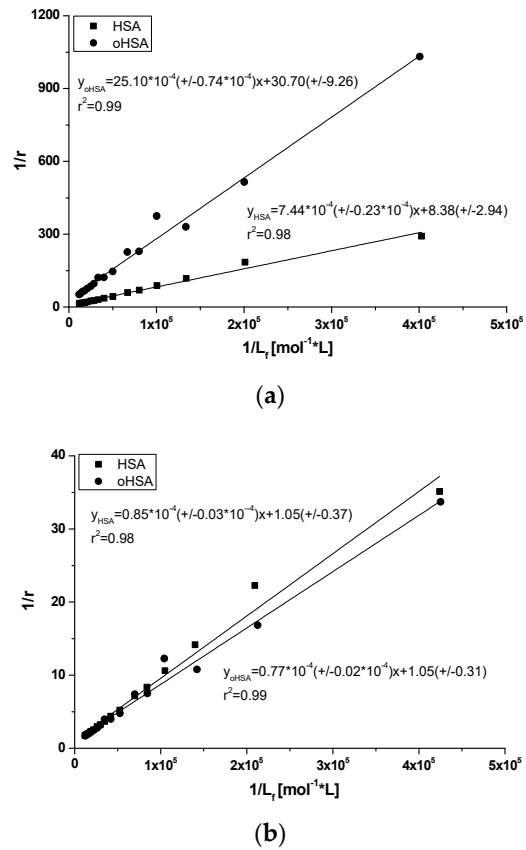 1200
900
600
300
0
1/r
HSA
oHSA
y_oHSA=25.10*10^-4(+/-0.74*10^-4)x+30.70(+/-9.26)
r^2=0.99
y_HSA=7.44*10^-4(+/-0.23*10^-4)x+8.38(+/-2.94)
r^2=0.98
0 1x10^5 2x10^5 3x10^5 4x10^5 5x10^5
1/L_f [mol^-1*L]
(a)
40
30
20
10
0
1/r
HSA
oHSA
y_HSA=0.85*10^-4(+/-0.03*10^-4)x+1.05(+/-0.37)
r^2=0.98
y_oHSA=0.77*10^-4(+/-0.02*10^-4)x+1.05(+/-0.31)
r^2=0.99
0 1x10^5 2x10^5 3x10^5 4x10^5 5x10^5
1/L_f [mol^-1*L]
(b)